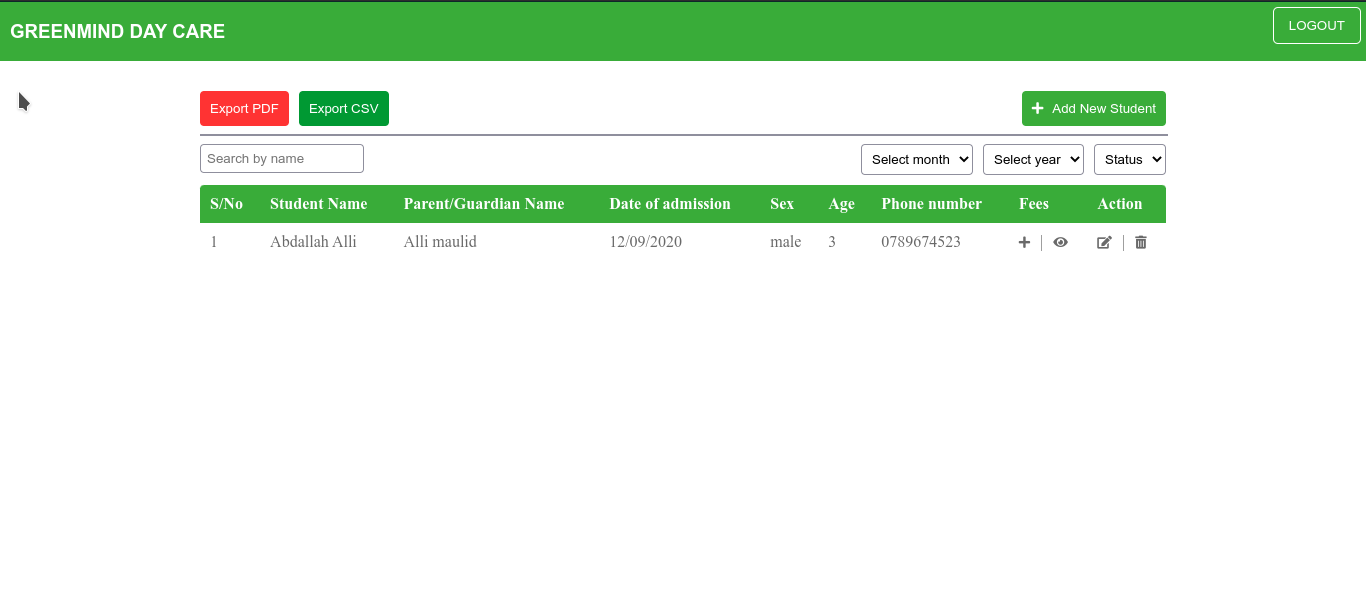 GREENMIND DAY CARE LOGOUT
Export PDF Export CSV Add New Student
Search by name Select month Select year Status
S/No Student Name Parent/Guardian Name Date of admission Sex Age Phone number Fees Action
1 Abdallah Alli Alli maulid 12/09/2020 male 3 0789674523